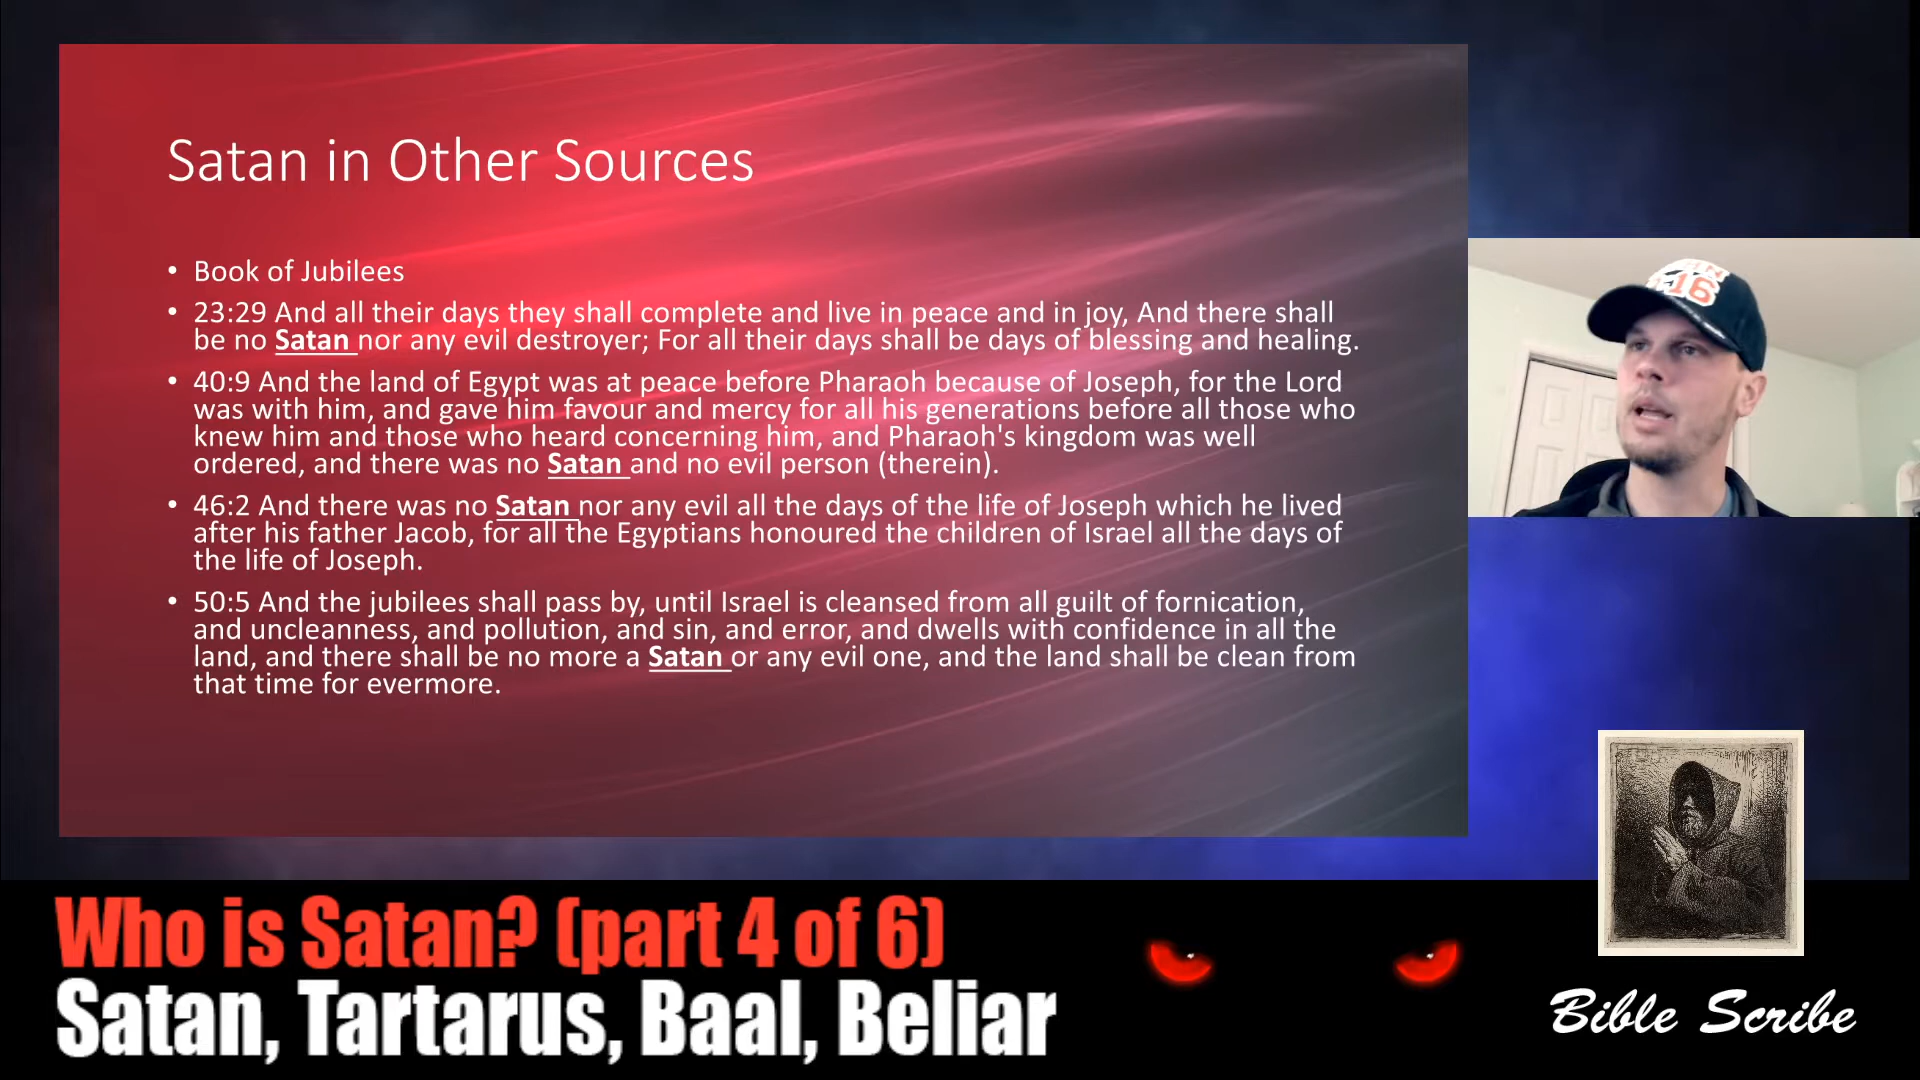 Satan in Other Sources
• Book of Jubilees
• 23:29 And all their days they shall complete and live in peace and in joy, And there shall
be no Satan nor any evil destroyer; For all their days shall be days of blessing and healing.
• 40:9 And the land of Egypt was at peace before Pharaoh because of Joseph, for the Lord
was with him, and gave him favour and mercy for all his generations before all those who
knew him and those who heard concerning him, and Pharaoh's kingdom was well
ordered, and there was no Satan and no evil person (therein).
• 46:2 And there was no Satan nor any evil all the days of the life of Joseph which he lived
after his father Jacob, for all the Egyptians honoured the children of Israel all the days of
the life of Joseph.
• 50:5 And the jubilees shall pass by, until Israel is cleansed from all guilt of fornication,
and uncleanness, and pollution, and sin, and error, and dwells with confidence in all the
land, and there shall be no more a Satan or any evil one, and the land shall be clean from
that time for evermore.
16
Who is Satan? (part 4 of 6)
Satan, Tartarus, Baal, Beliar
Bible Scribe